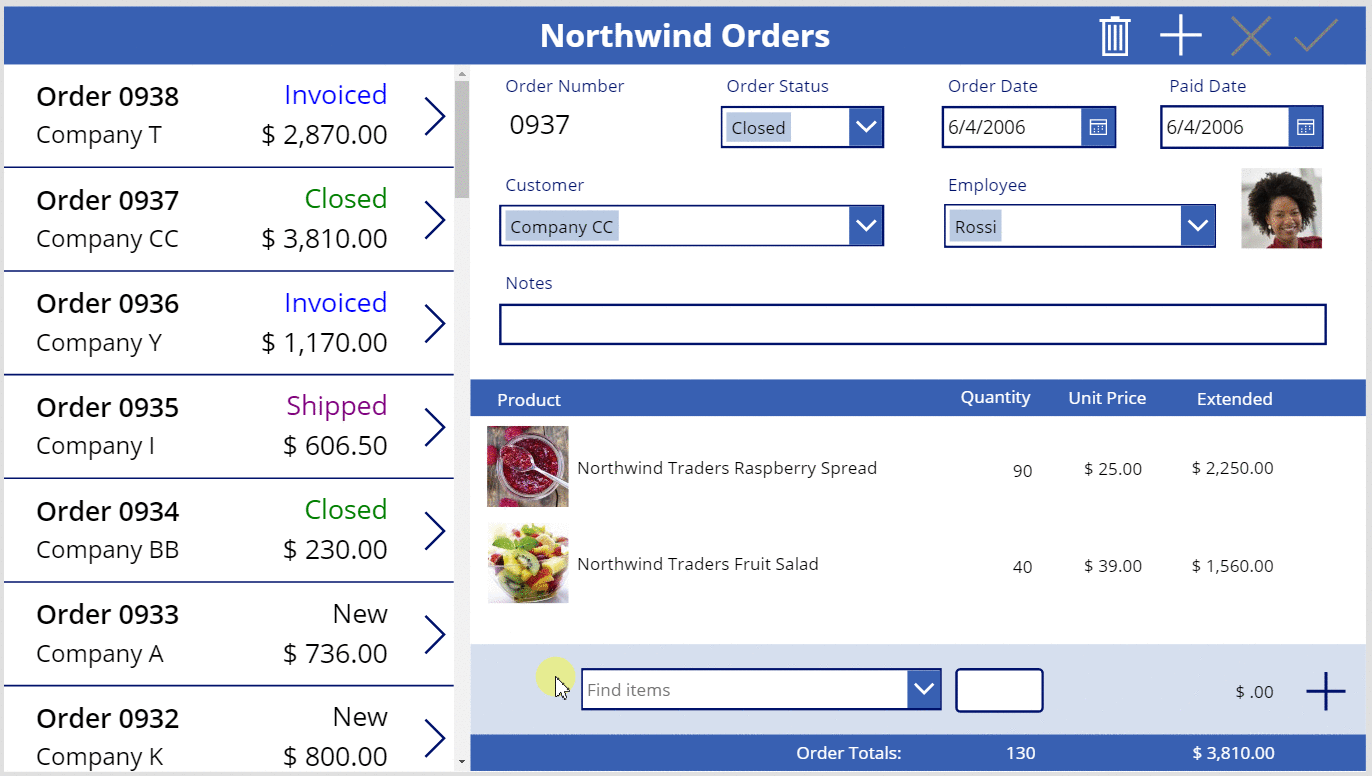 Northwind Orders
Order 0938 Invoiced
Company T $ 2,870.00
Order 0937 Closed
Company CC $ 3,810.00
Order 0936 Invoiced
Company Y $ 1,170.00
Order 0935 Shipped
Company I $ 606.50
Order 0934 Closed
Company BB $ 230.00
Order 0933 New
Company A $ 736.00
Order 0932 New
Company K $ 800.00
Order Number Order Status Order Date Paid Date
0937 Closed 6/4/2006 6/4/2006
Customer Employee
Company CC Rossi
Notes
Product Quantity Unit Price Extended
Northwind Traders Raspberry Spread 90 $ 25.00 $ 2,250.00
Northwind Traders Fruit Salad 40 $ 39.00 $ 1,560.00
Find items $ .00
Order Totals: 130 $ 3,810.00